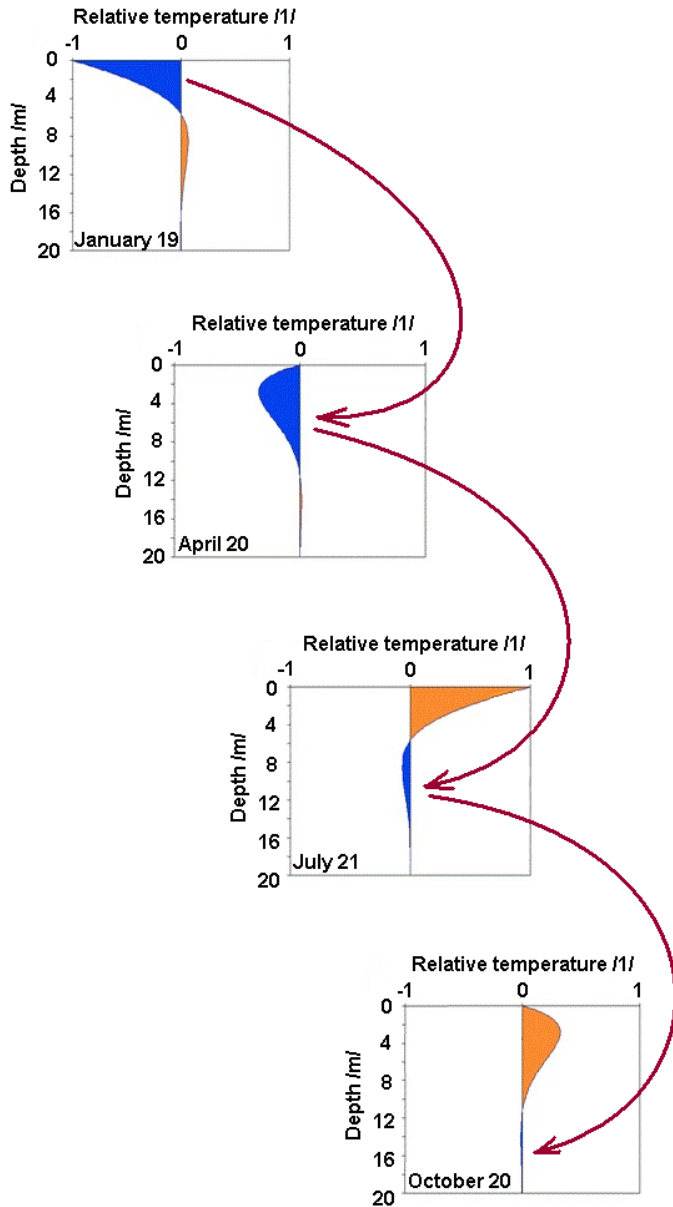 Relative temperature /1/
-1 0 1
0
4
8
12
16
20
Depth /m/
January 19
Relative temperature /1/
-1 0 1
0
4
8
12
16
20
Depth /m/
April 20
Relative temperature /1/
-1 0 1
0
4
8
12
16
20
Depth /m/
July 21
Relative temperature /1/
-1 0 1
0
4
8
12
16
20
Depth /m/
October 20